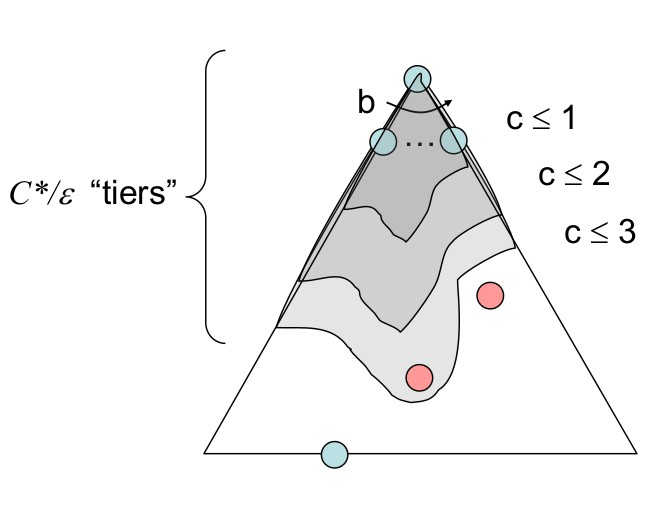 b
c ≤ 1
…
c ≤ 2
C*/ε “tiers”
c ≤ 3